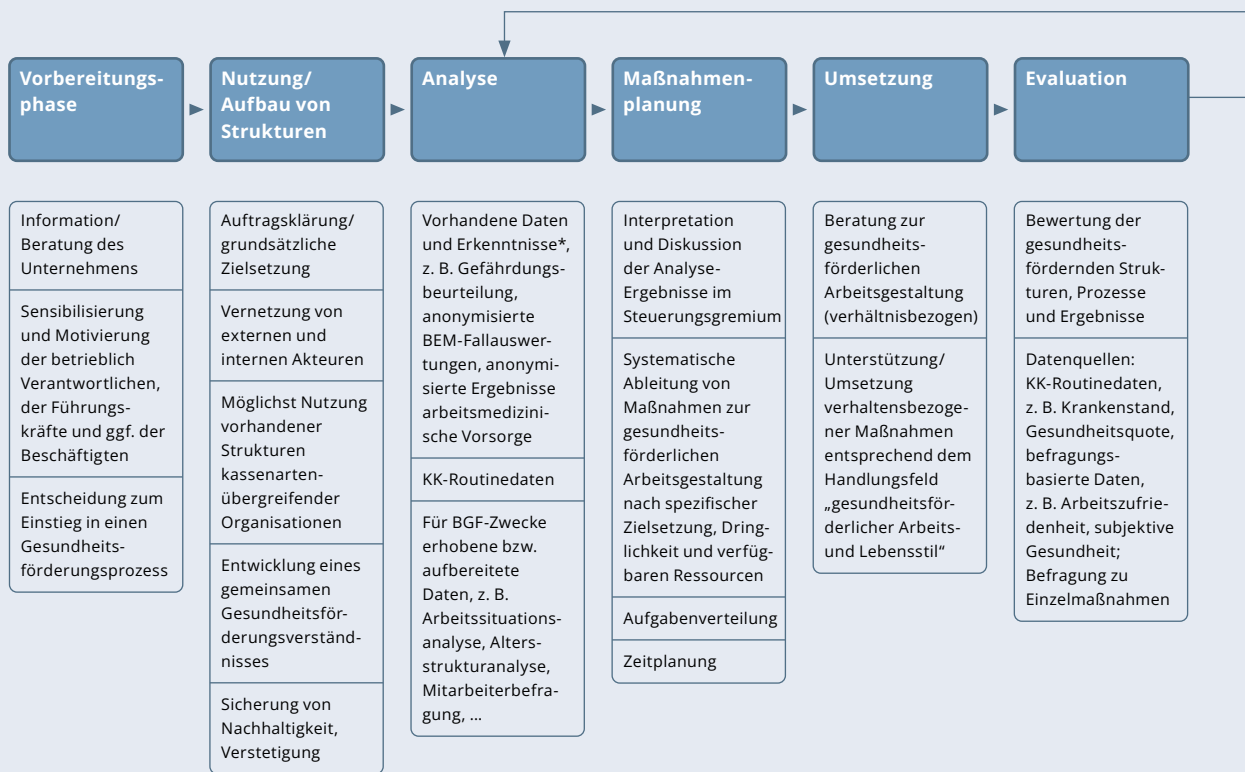 Vorbereitungs-
phase
Nutzung/
Aufbau von
Strukturen
Analyse
Maßnahmen-
planung
Umsetzung
Evaluation
Information/
Beratung des
Unternehmens
Sensibilisierung
und Motivierung
der betrieblich
Verantwortlichen,
der Führungs-
kräfte und ggf. der
Beschäftigten
Entscheidung zum
Einstieg in einen
Gesundheits-
förderungsprozess
Auftragsklärung/
grundsätzliche
Zielsetzung
Vernetzung von
externen und
internen Akteuren
Möglichst Nutzung
vorhandener
Strukturen
kassenarten-
übergreifender
Organisationen
Entwicklung eines
gemeinsamen
Gesundheitsför-
derungsverständ-
nisses
Sicherung von
Nachhaltigkeit,
Verstetigung
Vorhandene Daten
und Erkenntnisse*,
z. B. Gefährdungs-
beurteilung,
anonymisierte
BEM-Fallauswer-
tungen, anonymi-
sierte Ergebnisse
arbeitsmedizini-
sche Vorsorge
KK-Routinedaten
Für BGF-Zwecke
erhobene bzw.
aufbereitete
Daten, z. B.
Arbeitssituations-
analyse, Alters-
strukturanalyse,
Mitarbeiterbefra-
gung, ...
Interpretation
und Diskussion
der Analyse-
Ergebnisse im
Steuerungsgremium
Systematische
Ableitung von
Maßnahmen zur
gesundheits-
förderlichen
Arbeitsgestaltung
nach spezifischer
Zielsetzung, Dring-
lichkeit und verfüg-
baren Ressourcen
Aufgabenverteilung
Zeitplanung
Beratung zur
gesundheits-
förderlichen
Arbeitsgestaltung
(verhältnisbezogen)
Unterstützung/
Umsetzung
verhaltensbezoge-
ner Maßnahmen
entsprechend dem
Handlungsfeld
„gesundheitsför-
derlicher Arbeits-
und Lebensstil“
Bewertung der
gesundheits-
fördernden Struk-
turen, Prozesse
und Ergebnisse
Datenquellen:
KK-Routinedaten,
z. B. Krankenstand,
Gesundheitsquote,
befragungs-
basierte Daten,
z. B. Arbeitszufrie-
denheit, subjektive
Gesundheit;
Befragung zu
Einzelmaßnahmen